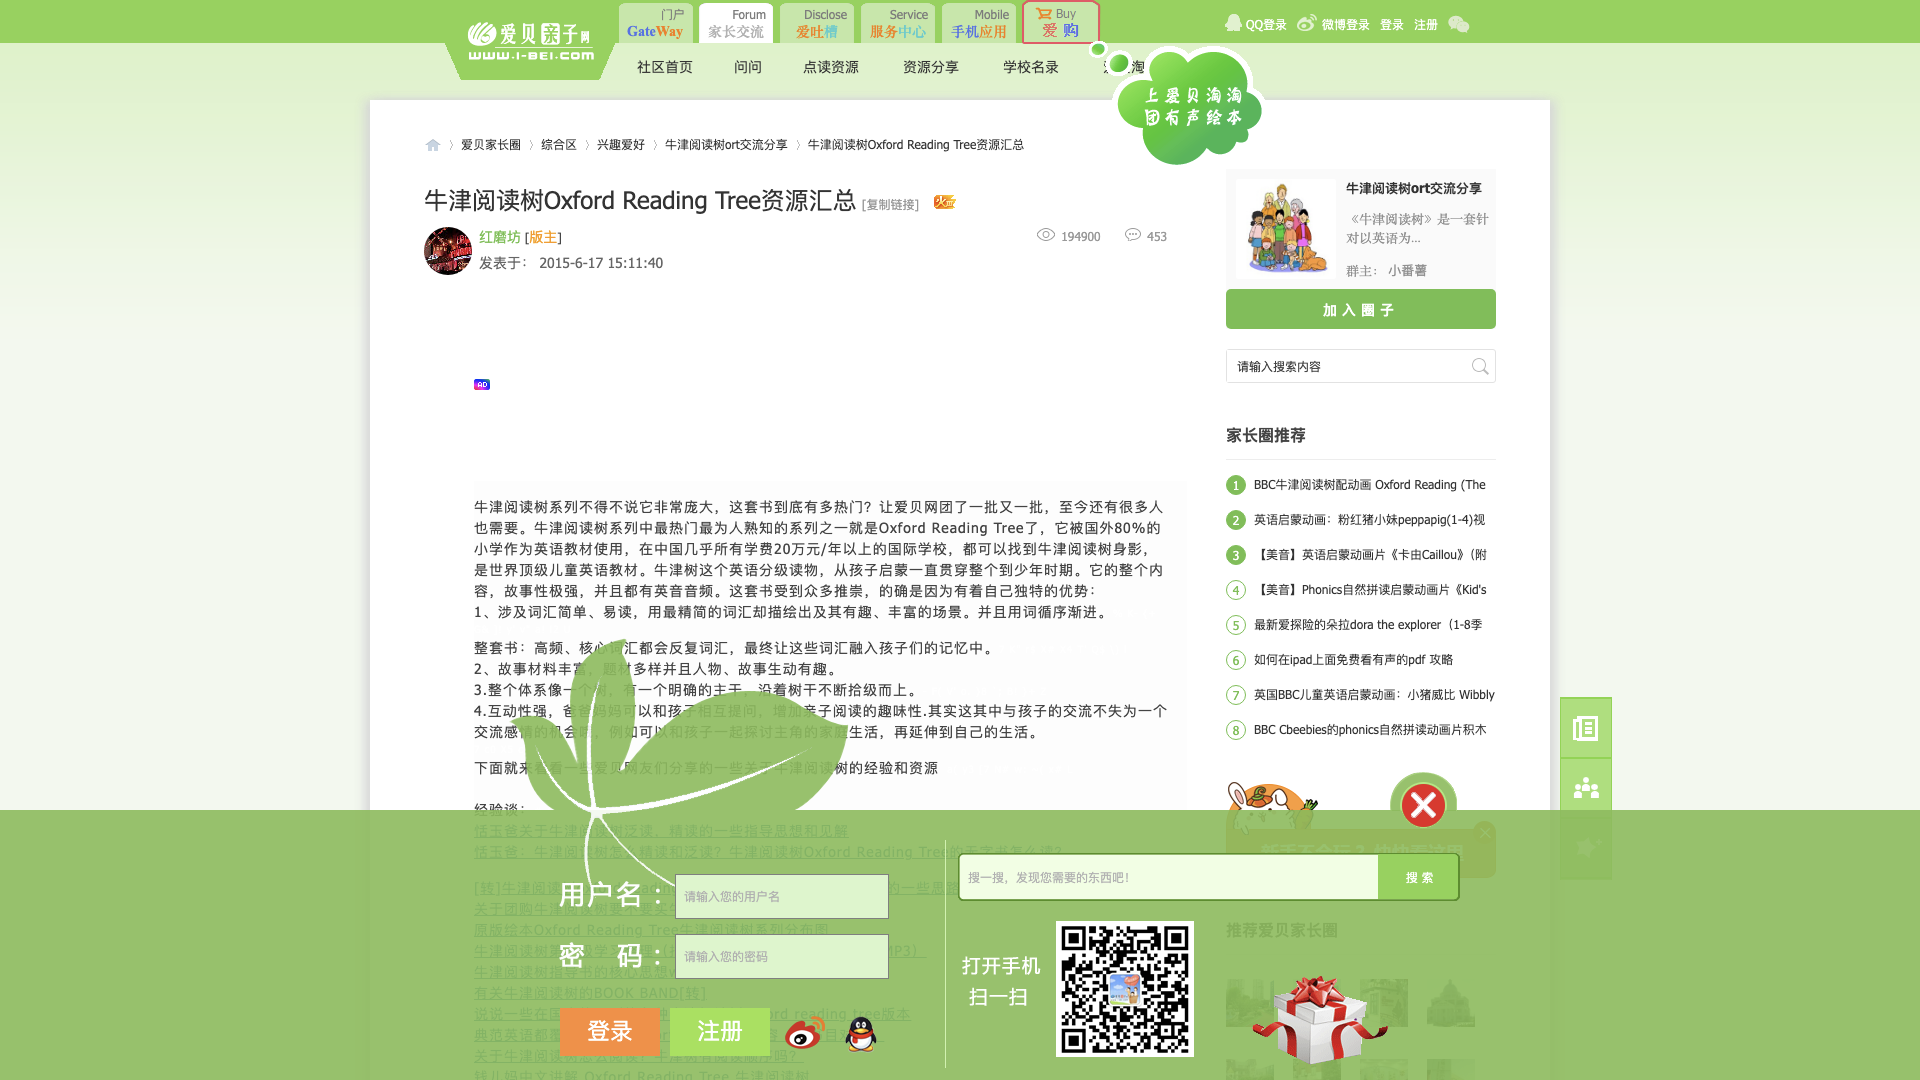 爱贝亲子网
WWW.I-BEI.COM
门户
GateWay
Forum
家长交流
Disclose
爱吐槽
Service
服务中心
Mobile
手机应用
Buy
爱 购
QQ登录 微博登录 登录 注册
社区首页 问问 点读资源 资源分享 学校名录
上爱贝淘淘
团有声绘本
爱贝家长圈 综合区 兴趣爱好 牛津阅读树ort交流分享 牛津阅读树Oxford Reading Tree资源汇总
牛津阅读树Oxford Reading Tree资源汇总 [复制链接] 火
红磨坊 [版主]
194900 453
发表于： 2015-6-17 15:11:40
AD
牛津阅读树系列不得不说它非常庞大，这套书到底有多热门？让爱贝网团了一批又一批，至今还有很多人
也需要。牛津阅读树系列中最热门最为人熟知的系列之一就是Oxford Reading Tree了，它被国外80%的
小学作为英语教材使用，在中国几乎所有学费20万元/年以上的国际学校，都可以找到牛津阅读树身影，
是世界顶级儿童英语教材。牛津树这个英语分级读物，从孩子启蒙一直贯穿整个到少年时期。它的整个内
容，故事性极强，并且都有英音音频。这套书受到众多推崇，的确是因为有着自己独特的优势：
1、涉及词汇简单、易读，用最精简的词汇却描绘出及其有趣、丰富的场景。并且用词循序渐进。
整套书：高频、核心词汇都会反复词汇，最终让这些词汇融入孩子们的记忆中。
2、故事材料丰富，题材多样并且人物、故事生动有趣。
3.整个体系像一个树，有一个明确的主干，沿着树干不断拾级而上。
4.互动性强，爸爸妈妈可以和孩子相互提问，增加亲子阅读的趣味性.其实这其中与孩子的交流不失为一个
交流感情的机会呢，例如可以和孩子一起探讨主角的家庭生活，再延伸到自己的生活。
下面就来看看一些爱贝网友们分享的一些关于牛津阅读树的经验和资源
经验谈：
恬玉爸关于牛津阅读树泛读、精读的一些指导思想和见解
恬玉爸：牛津阅读树怎么精读和泛读？牛津阅读树Oxford Reading Tree的无字书怎么读？
[转]牛津阅读
关于团购牛津阅读树要不要买
原版绘本Oxford Reading Tree牛津阅读树系列分布图
牛津阅读树
牛津阅读树指导书的核心思想
有关牛津阅读树的BOOK BAND[转]
说说一些在国 ord reading tree版本
典范英语都
关于牛津阅读树
钱儿妈中文讲解 Oxford Reading Tree 牛津阅读树
牛津阅读树ort交流分享
《牛津阅读树》是一套针
对以英语为...
群主： 小番薯
加入圈子
请输入搜索内容
家长圈推荐
1 BBC牛津阅读树配动画 Oxford Reading (The
2 英语启蒙动画：粉红猪小妹peppapig(1-4)视
3 【美音】英语启蒙动画片《卡由Caillou》（附
4 【美音】Phonics自然拼读启蒙动画片《Kid's
5 最新爱探险的朵拉dora the explorer（1-8季
6 如何在ipad上面免费看有声的pdf 攻略
7 英国BBC儿童英语启蒙动画：小猪威比 Wibbly
8 BBC Cbeebies的phonics自然拼读动画片积木
推荐爱贝家长圈
用户名： 请输入您的用户名
密 码： 请输入您的密码
登录 注册
搜一搜，发现您需要的东西吧！ 搜 索
打开手机
扫一扫